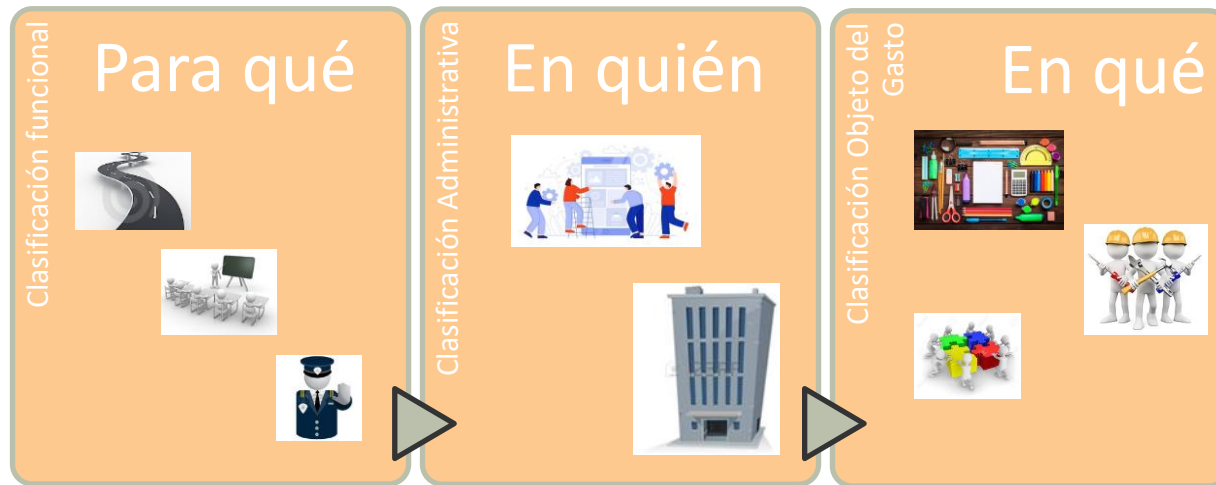 Clasificación funcional
Para qué
Clasificación Administrativa
En quién
Clasificación Objeto del
Gasto
En qué